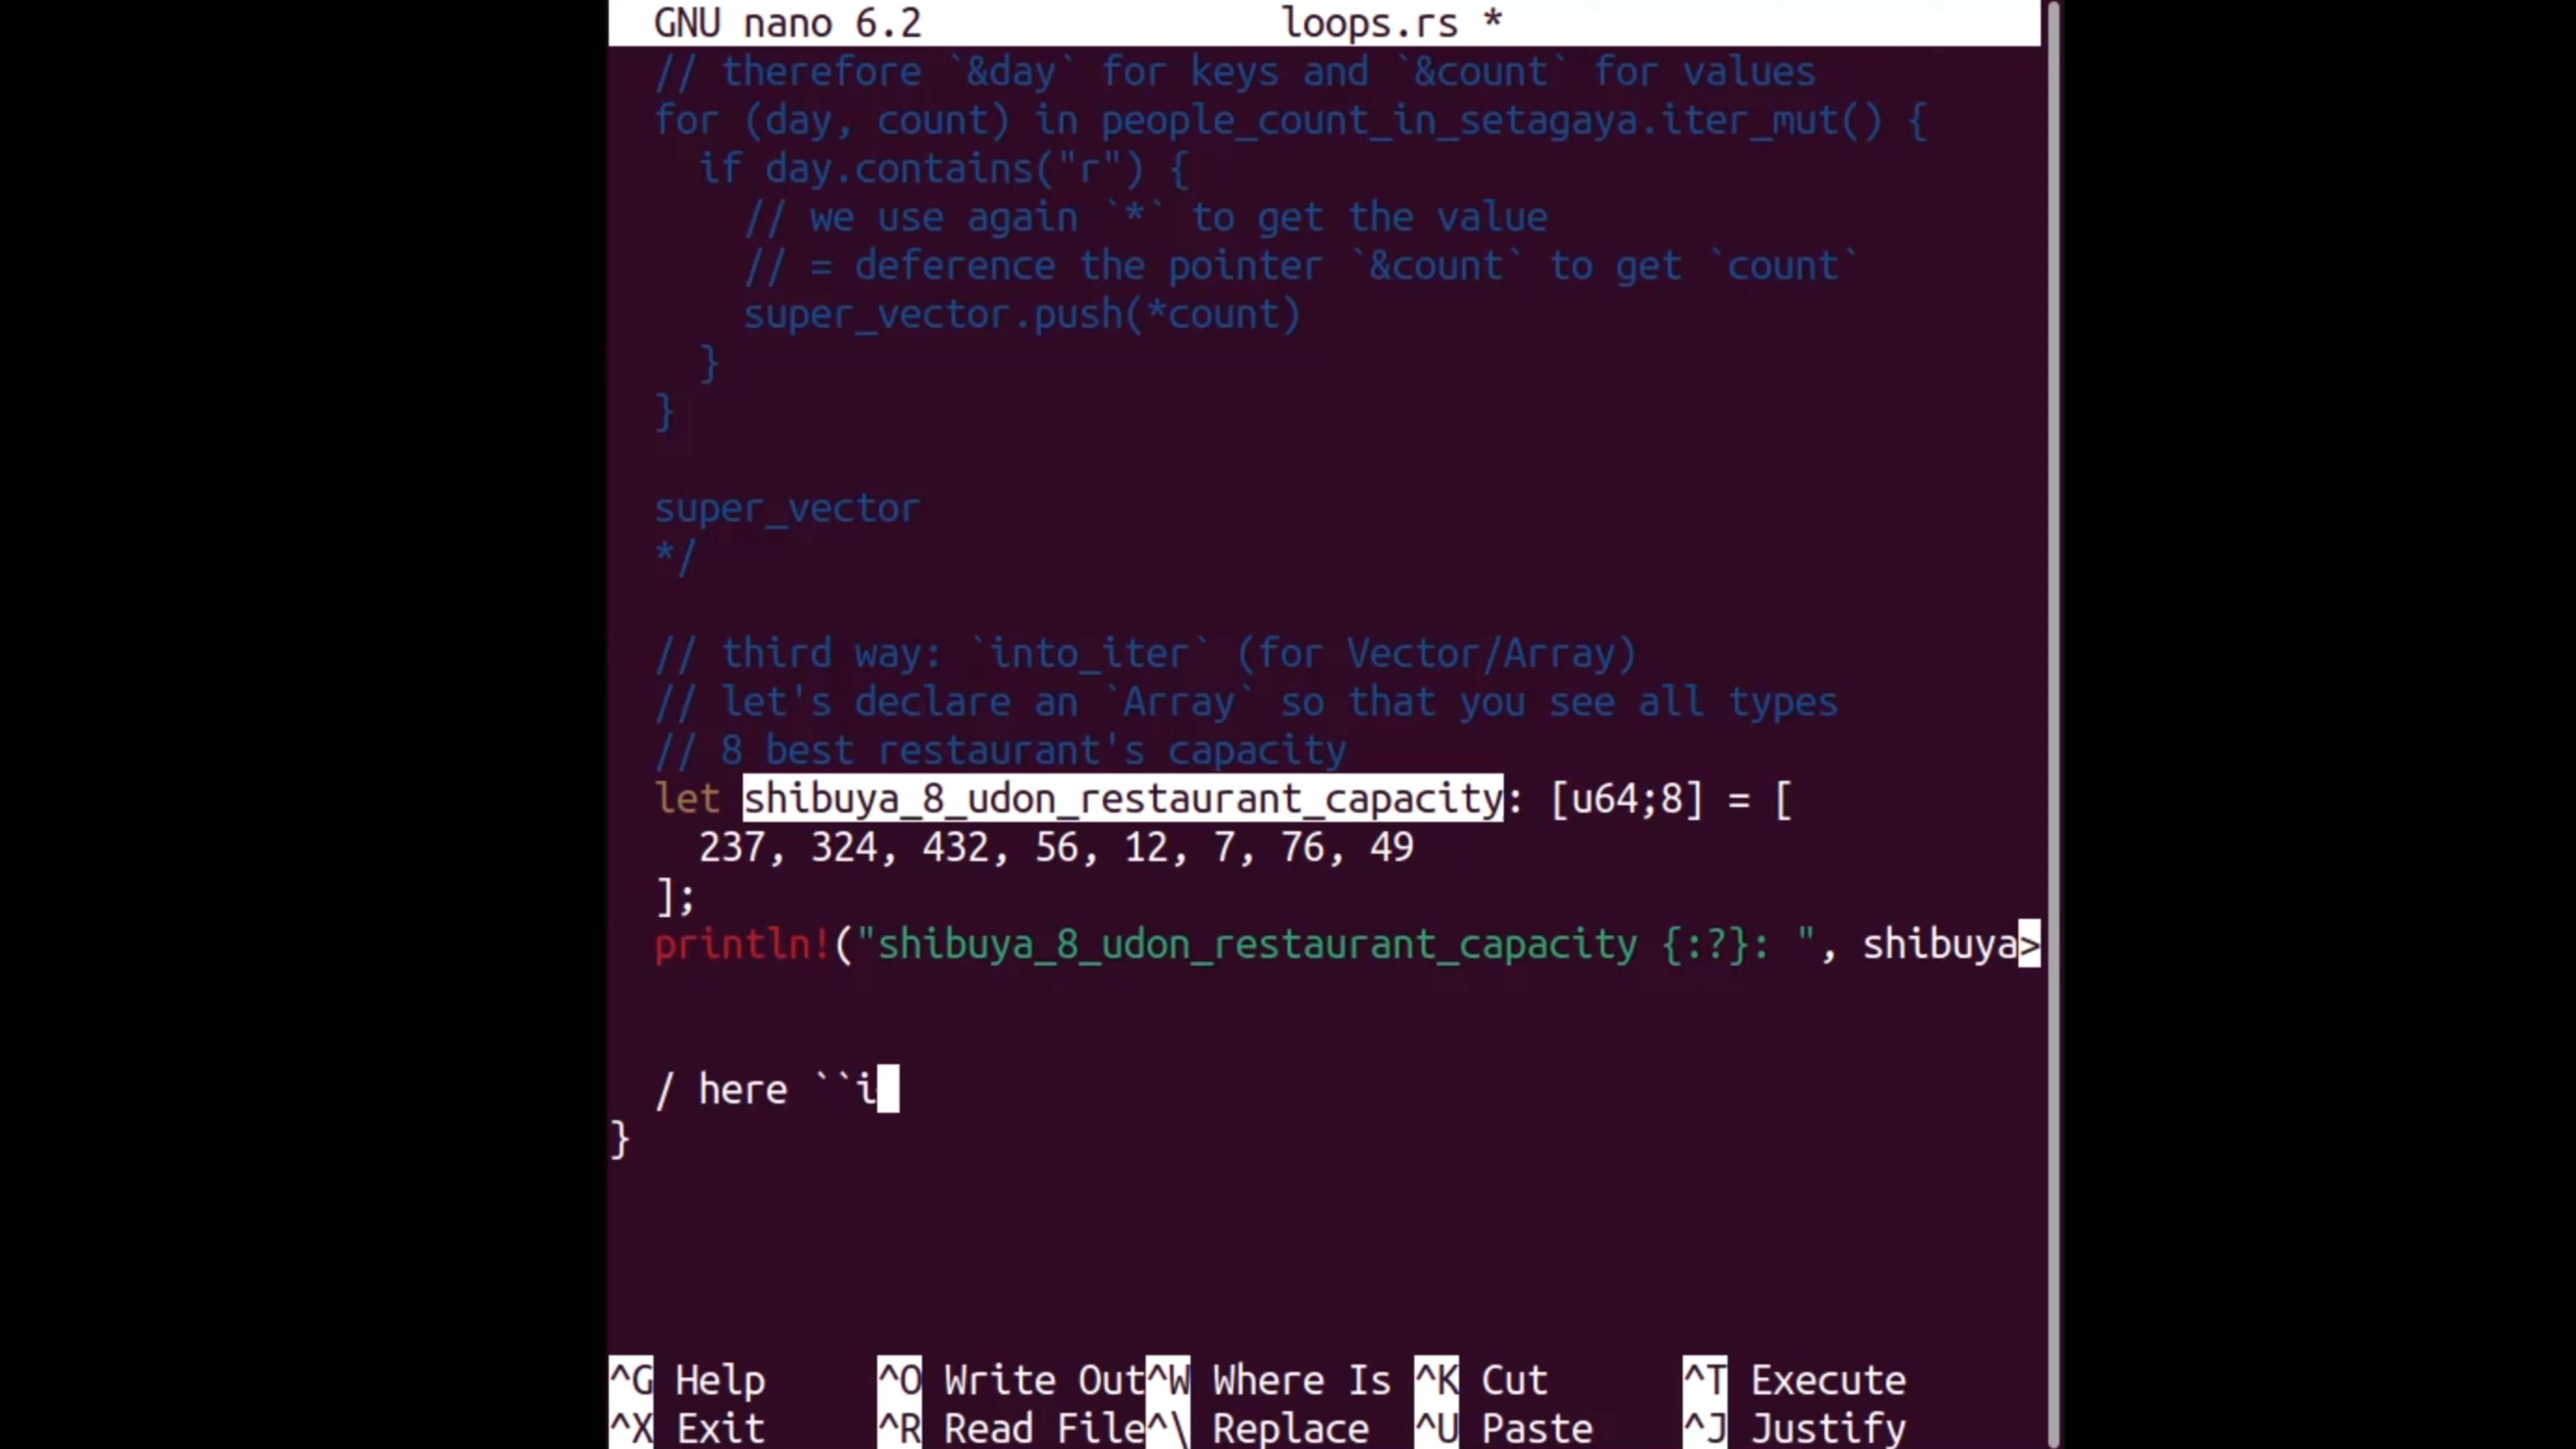 GNU nano 6.2 loops.rs *
// therefore `&day` for keys and `&count` for values
for (day, count) in people_count_in_setagaya.iter_mut() {
if day.contains("r") {
// we use again `*` to get the value
// = deference the pointer `&count` to get `count`
super_vector.push(*count)
}
}
super_vector
*/
// third way: `into_iter` (for Vector/Array)
// let's declare an `Array` so that you see all types
// 8 best restaurant's capacity
let shibuya_8_udon_restaurant_capacity: [u64;8] = [
237, 324, 432, 56, 12, 7, 76, 49
];
println!("shibuya_8_udon_restaurant_capacity {:?}: ", shibuya>
/ here ``i
}
^G Help ^O Write Out ^W Where Is ^K Cut ^T Execute
^X Exit ^R Read File ^\ Replace ^U Paste ^J Justify